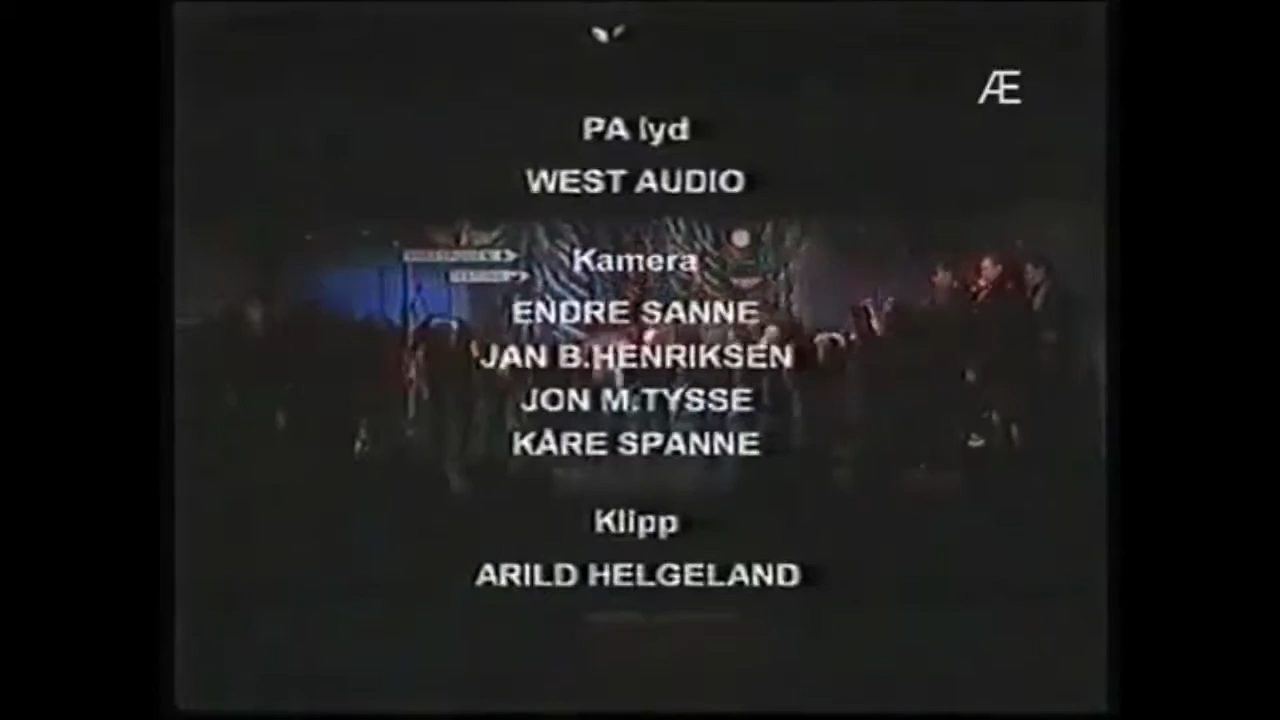 Æ
PA lyd
WEST AUDIO
Kamera
ENDRE SANNE
JAN B.HENRIKSEN
JON M.TYSSE
KÅRE SPANNE
Klipp
ARILD HELGELAND